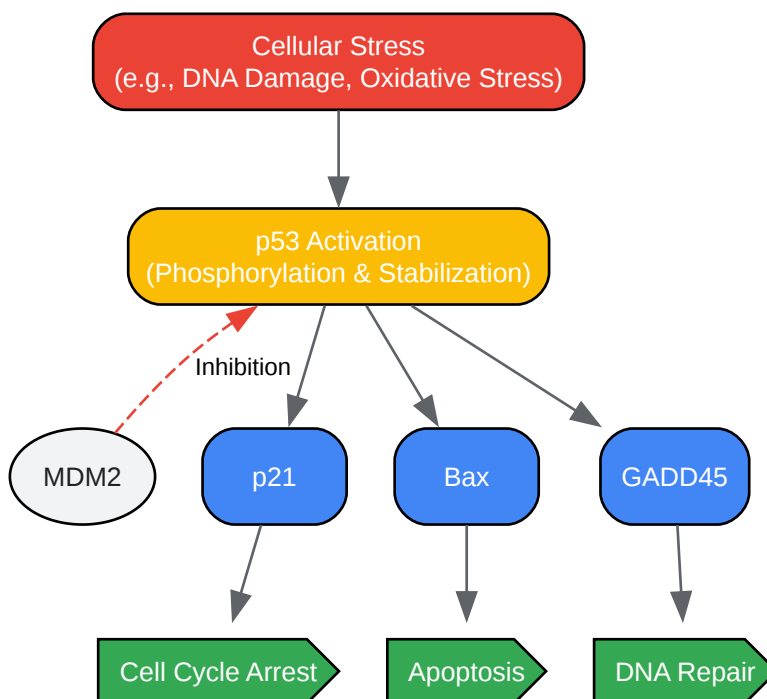 Cellular Stress
(e.g., DNA Damage, Oxidative Stress)
p53 Activation
(Phosphorylation & Stabilization)
Inhibition
MDM2
p21
Bax
GADD45
Cell Cycle Arrest
Apoptosis
DNA Repair